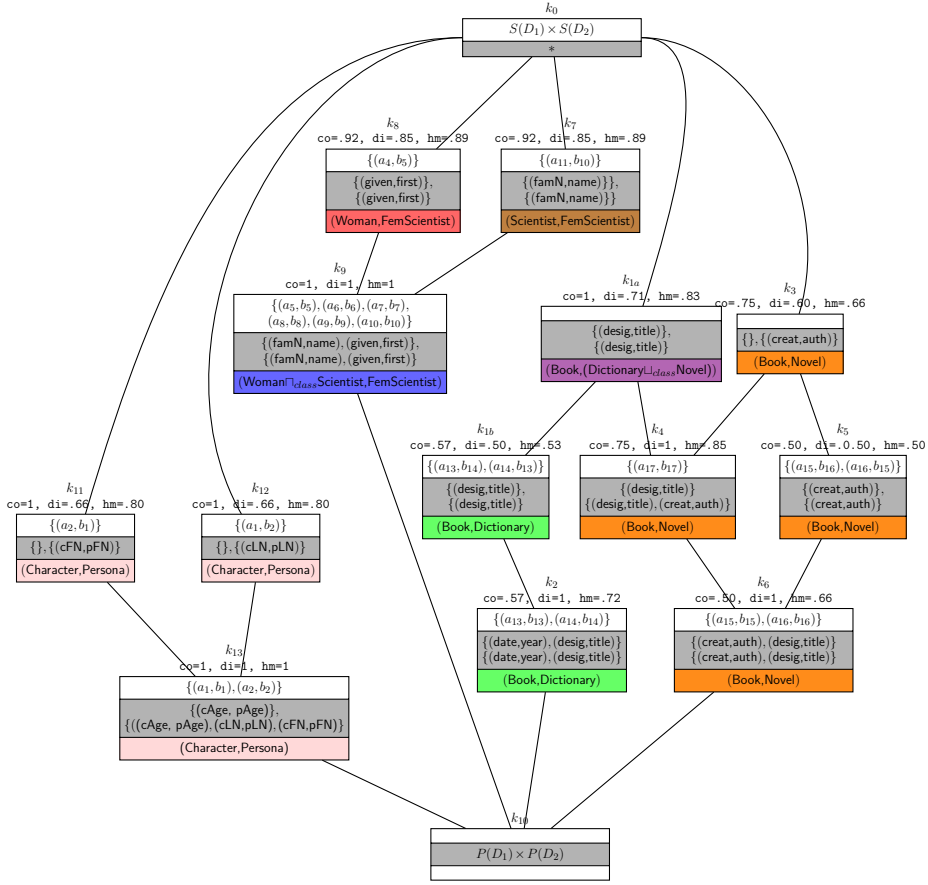 k₀
S(D₁)×S(D₂)
*
k₈
co=.92, di=.85, hm=.89
{(a₄,b₅)}
{(given,first)},
{(given,first)}
(Woman,FemScientist)
k₇
co=.92, di=.85, hm=.89
{(a₁₁,b₁₀)}
{(famN,name)}},
{(famN,name)}}
(Scientist,FemScientist)
k₉
co=1, di=1, hm=1
{(a₅,b₅),(a₆,b₆),(a₇,b₇),
(a₈,b₈),(a₉,b₉),(a₁₀,b₁₀)}
{(famN,name),(given,first)},
{(famN,name),(given,first)}
(Woman⊓classScientist,FemScientist)
k₁ₐ
co=1, di=.71, hm=.83
{(desig,title)},
{(desig,title)}
(Book,(Dictionary⊔classNovel))
k₃
co=.75, di=.60, hm=.66
{},{(creat,auth)}
(Book,Novel)
k₁b
co=.57, di=.50, hm=.53
{(a₁₃,b₁₄),(a₁₄,b₁₃)}
{(desig,title)},
{(desig,title)}
(Book,Dictionary)
k₄
co=.75, di=1, hm=.85
{(a₁₇,b₁₇)}
{(desig,title)}
{(desig,title),(creat,auth)}
(Book,Novel)
k₅
co=.50, di=.0.50, hm=.50
{(a₁₅,b₁₆),(a₁₆,b₁₅)}
{(creat,auth)},
{(creat,auth)}
(Book,Novel)
k₁₁
co=1, di=.66, hm=.80
{(a₂,b₁)}
{},{(cFN,pFN)}
(Character,Persona)
k₁₂
co=1, di=.66, hm=.80
{(a₁,b₂)}
{},{(cLN,pLN)}
(Character,Persona)
k₂
co=.57, di=1, hm=.72
{(a₁₃,b₁₃),(a₁₄,b₁₄)}
{(date,year),(desig,title)}
{(date,year),(desig,title)}
(Book,Dictionary)
k₆
co=.50, di=1, hm=.66
{(a₁₅,b₁₅),(a₁₆,b₁₆)}
{(creat,auth),(desig,title)}
{(creat,auth),(desig,title)}
(Book,Novel)
k₁₃
co=1, di=1, hm=1
{(a₁,b₁),(a₂,b₂)}
{(cAge, pAge)},
{((cAge, pAge),(cLN,pLN),(cFN,pFN)}
(Character,Persona)
k₁₀
P(D₁)×P(D₂)